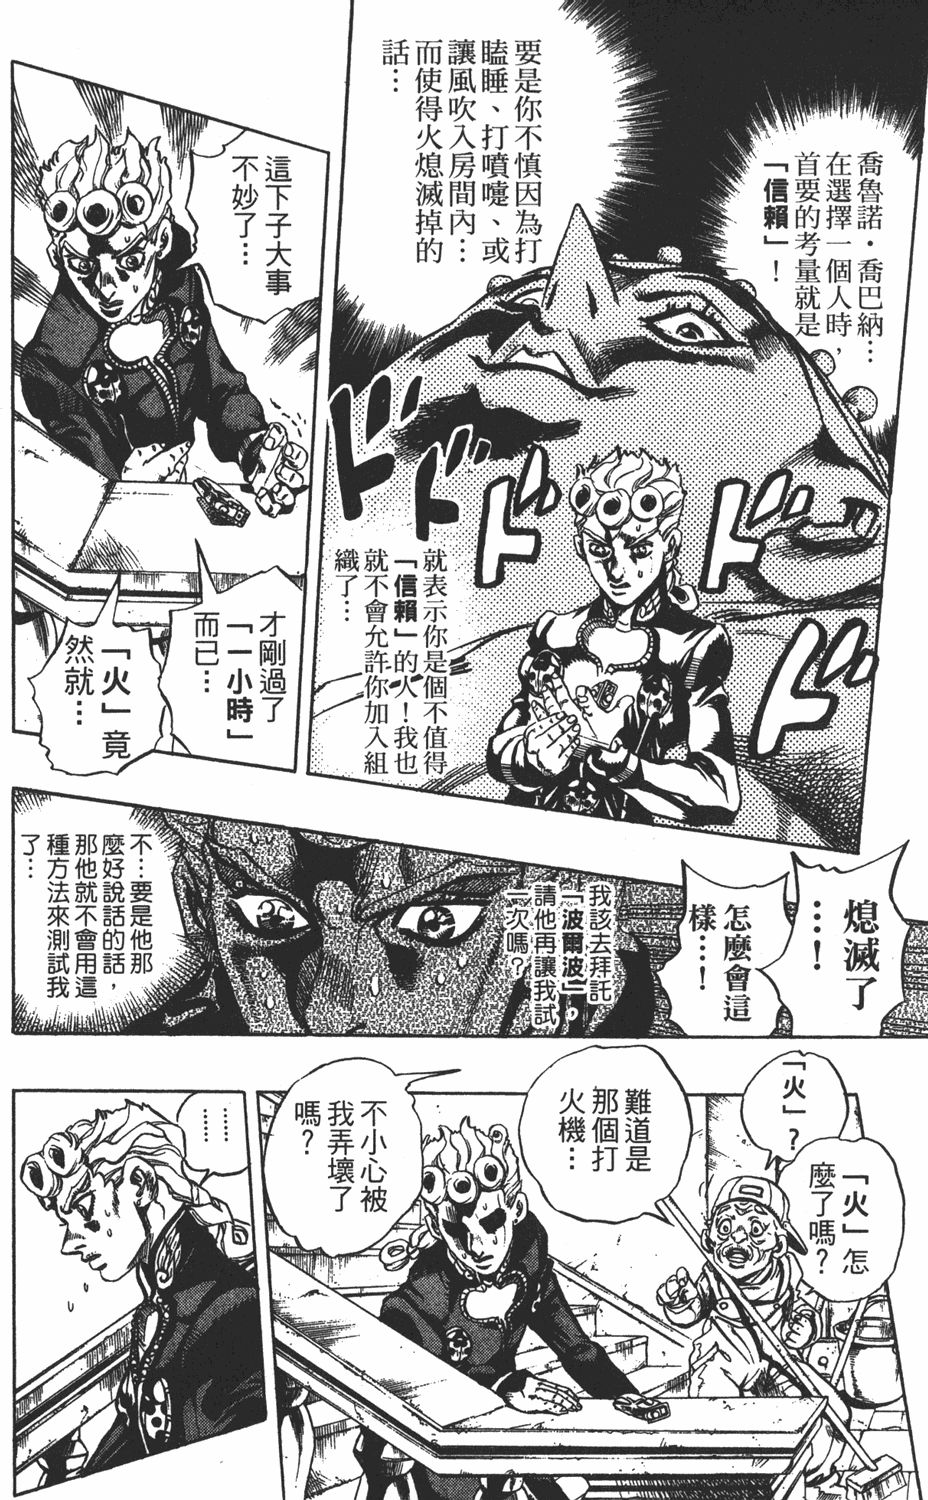 喬魯諾・喬巴納…
在選擇一個人時，
首要的考量就是
「信賴」！
要是你不慎因為打
瞌睡、打噴嚏、或
讓風吹入房間內…
而使得火熄滅掉的
話…
就表示你是個不值得
「信賴」的人！我也
就不會允許你加入組
織了…
ドドドド
這下子大事
不妙了…
才剛過了
「一小時」
而已…
「火」竟
然就…
熄滅了
…！
怎麼會這
樣…！
我該去拜託
「波爾波」，
請他再讓我試
一次嗎？
不…要是他那
麼好說話的話，
那他就不會用這
種方法來測試我
了…
「火」？
「火」怎
麼了嗎？
難道是
那個打
火機…
不小心被
我弄壞了
嗎？
……